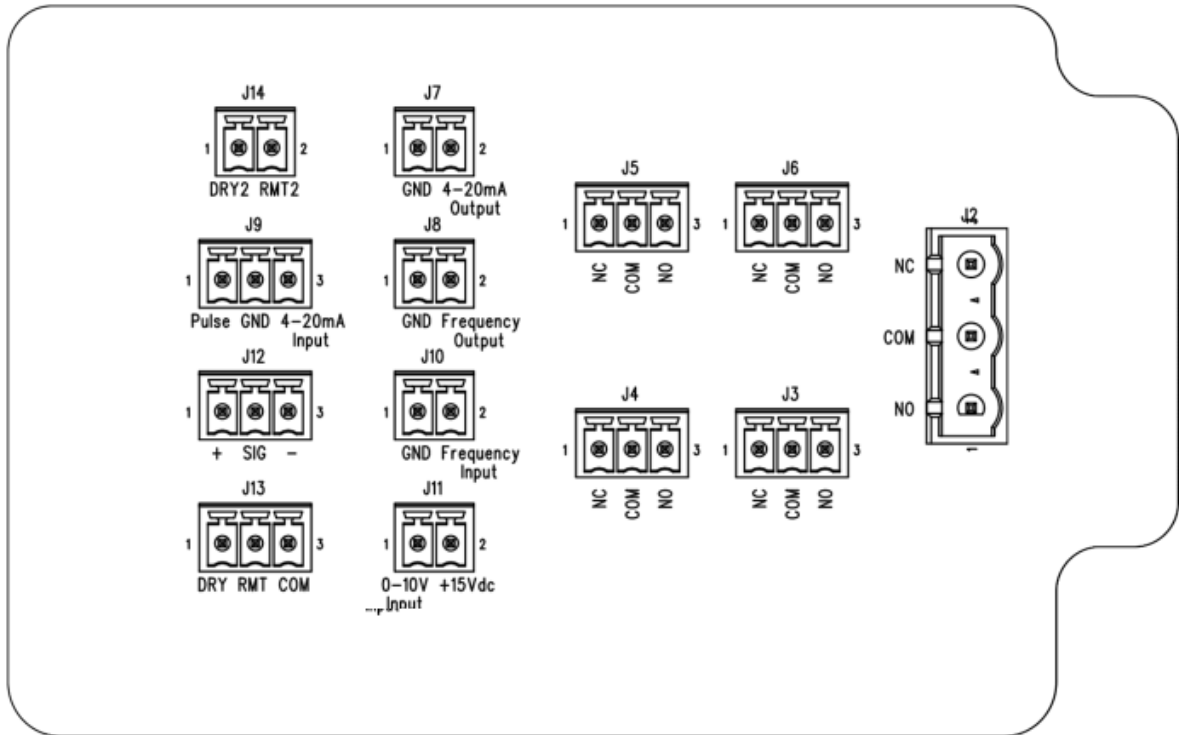 J14
1 2
DRY2 RMT2
J7
1 2
GND 4-20mA
Output
J9
1 3
Pulse GND 4-20mA
Input
J8
1 2
GND Frequency
Output
J12
1 3
+ SIG -
J10
1 2
GND Frequency
Input
J13
1 3
DRY RMT COM
J11
1 2
0-10V +15Vdc
Input
J5
1 3
NC COM NO
J6
1 3
NC COM NO
J4
1 3
NC COM NO
J3
1 3
NC COM NO
J2
NC
COM
NO
1